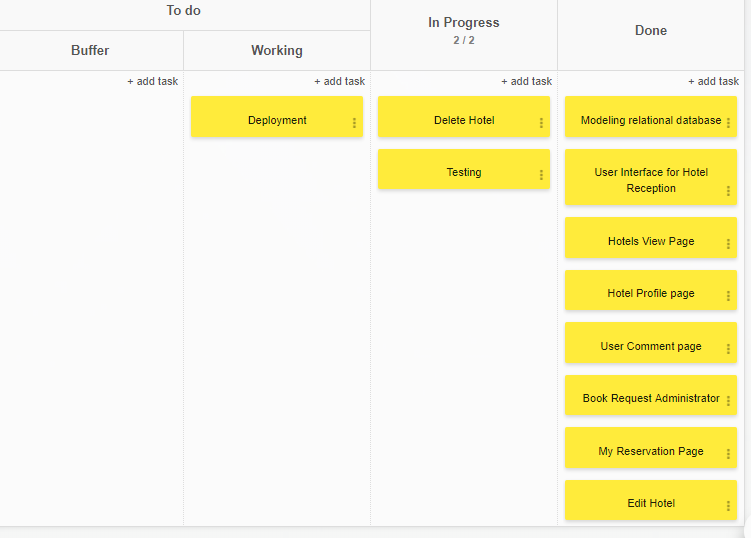 To do
In Progress
2 / 2
Done
Buffer
Working
+ add task
+ add task
+ add task
+ add task
Deployment
Delete Hotel
Testing
Modeling relational database
User Interface for Hotel
Reception
Hotels View Page
Hotel Profile page
User Comment page
Book Request Administrator
My Reservation Page
Edit Hotel